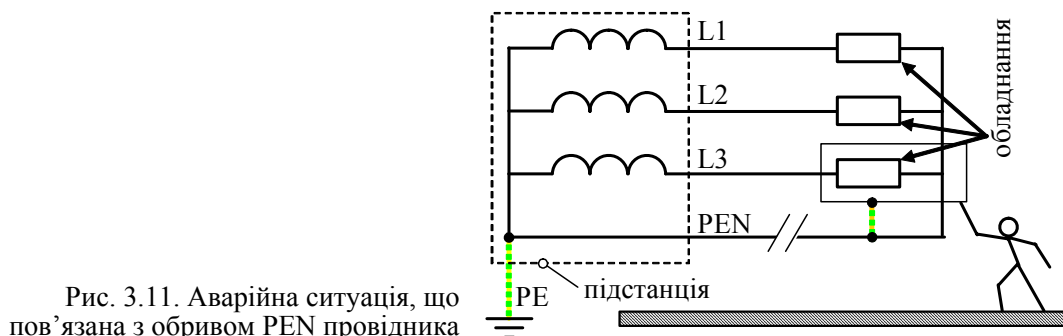 L1
L2
L3
PEN
PE
підстанція
обладнання
Рис. 3.11. Аварійна ситуація, що
пов’язана з обривом PEN провідника